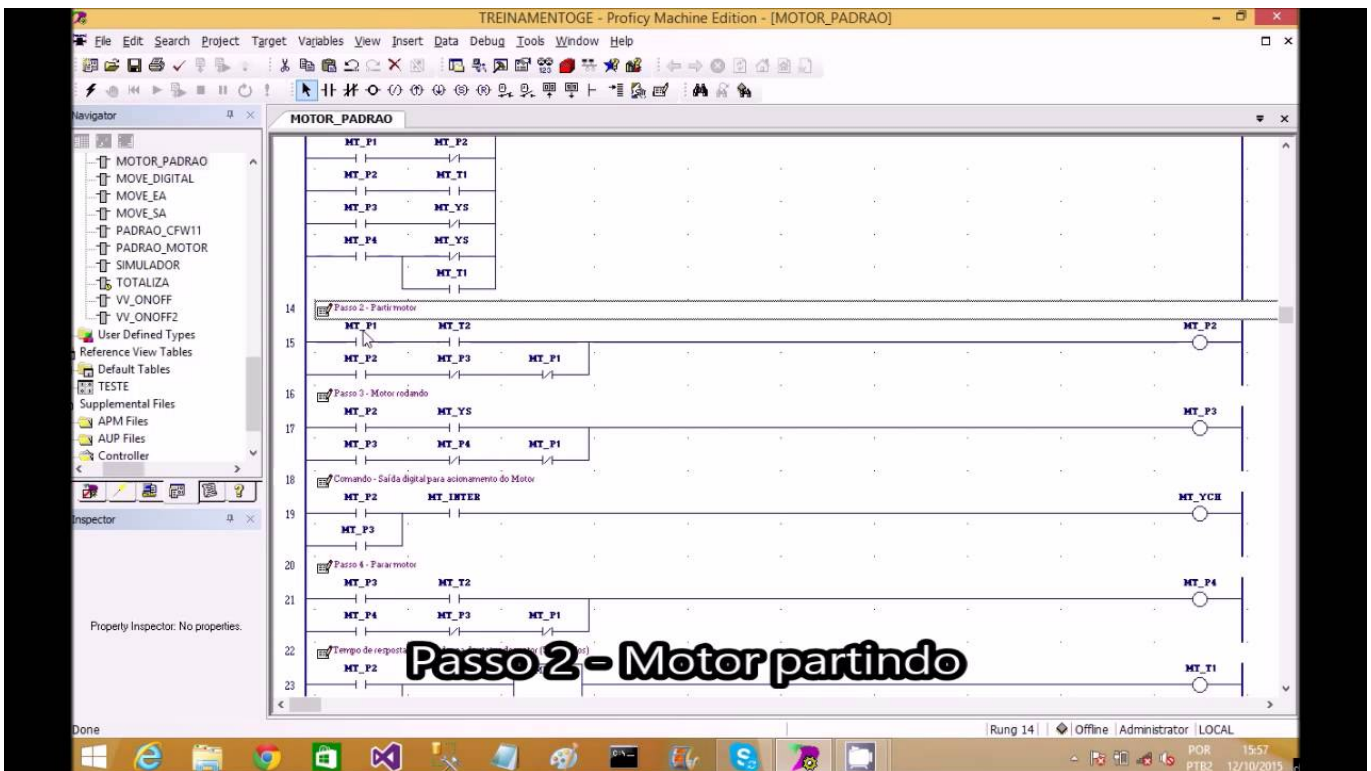 TREINAMENTOGE - Proficy Machine Edition - [MOTOR_PADRAO]
File Edit Search Project Target Variables View Insert Data Debug Tools Window Help
Navigator
MOTOR_PADRAO
MOTOR_PADRAO
MOVE_DIGITAL
MOVE_EA
MOVE_SA
PADRAO_CFW11
PADRAO_MOTOR
SIMULADOR
TOTALIZA
VV_ONOFF
VV_ONOFF2
User Defined Types
Reference View Tables
Default Tables
TESTE
Supplemental Files
APM Files
AUP Files
Controller
Inspector
Property Inspector: No properties.
MT_P1 MT_P2
MT_P2 MT_T1
MT_P3 MT_YS
MT_P4 MT_YS
MT_T1
14 Passo 2 - Partir motor
MT_P1 MT_T2 MT_P2
15
MT_P2 MT_P3 MT_P1
16 Passo 3 - Motor rodando
MT_P2 MT_YS MT_P3
17
MT_P3 MT_P4 MT_P1
18 Comando - Saída digital para acionamento do Motor
MT_P2 MT_INTER MT_YCH
19
MT_P3
20 Passo 4 - Parar motor
MT_P3 MT_T2 MT_P4
21
MT_P4 MT_P3 MT_P1
22 Tempo de resposta
MT_P2 MT_T1
23
Passo 2 - Motor partindo
Done
Rung 14 Offline Administrator LOCAL
POR 15:57
PTB2 12/10/2015